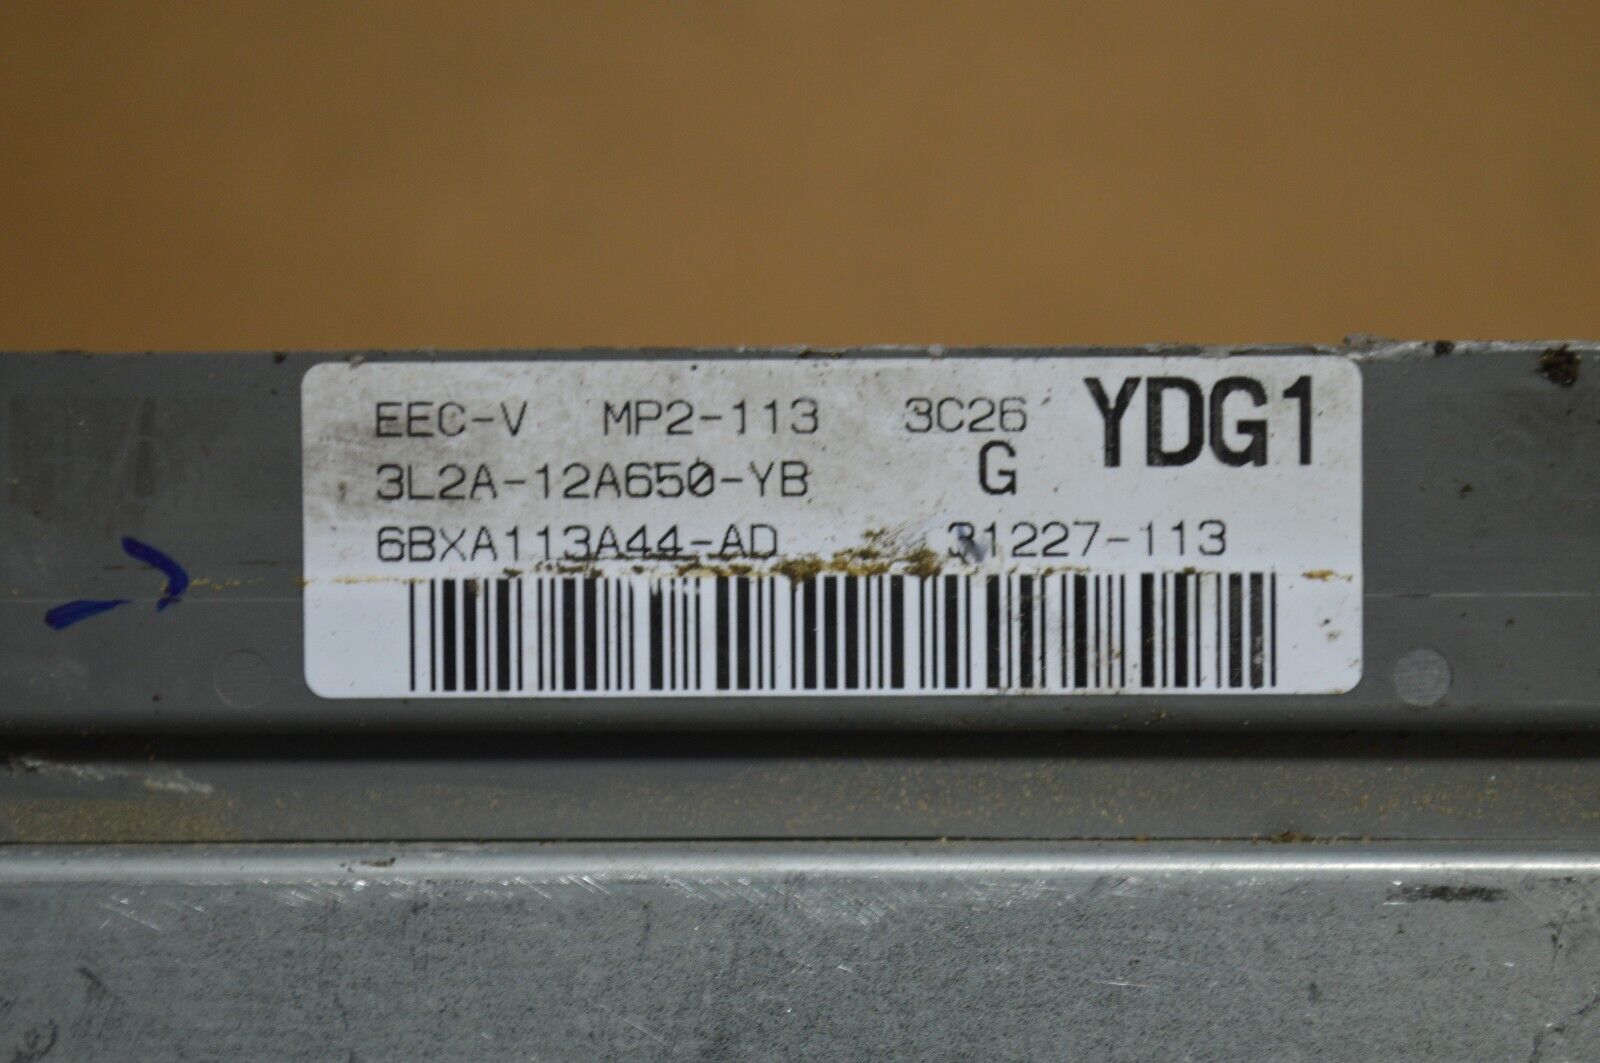 EEC-V MP2-113 3C26 YDG1
3L2A-12A650-YB G
6BXA113A44-AD 31227-113